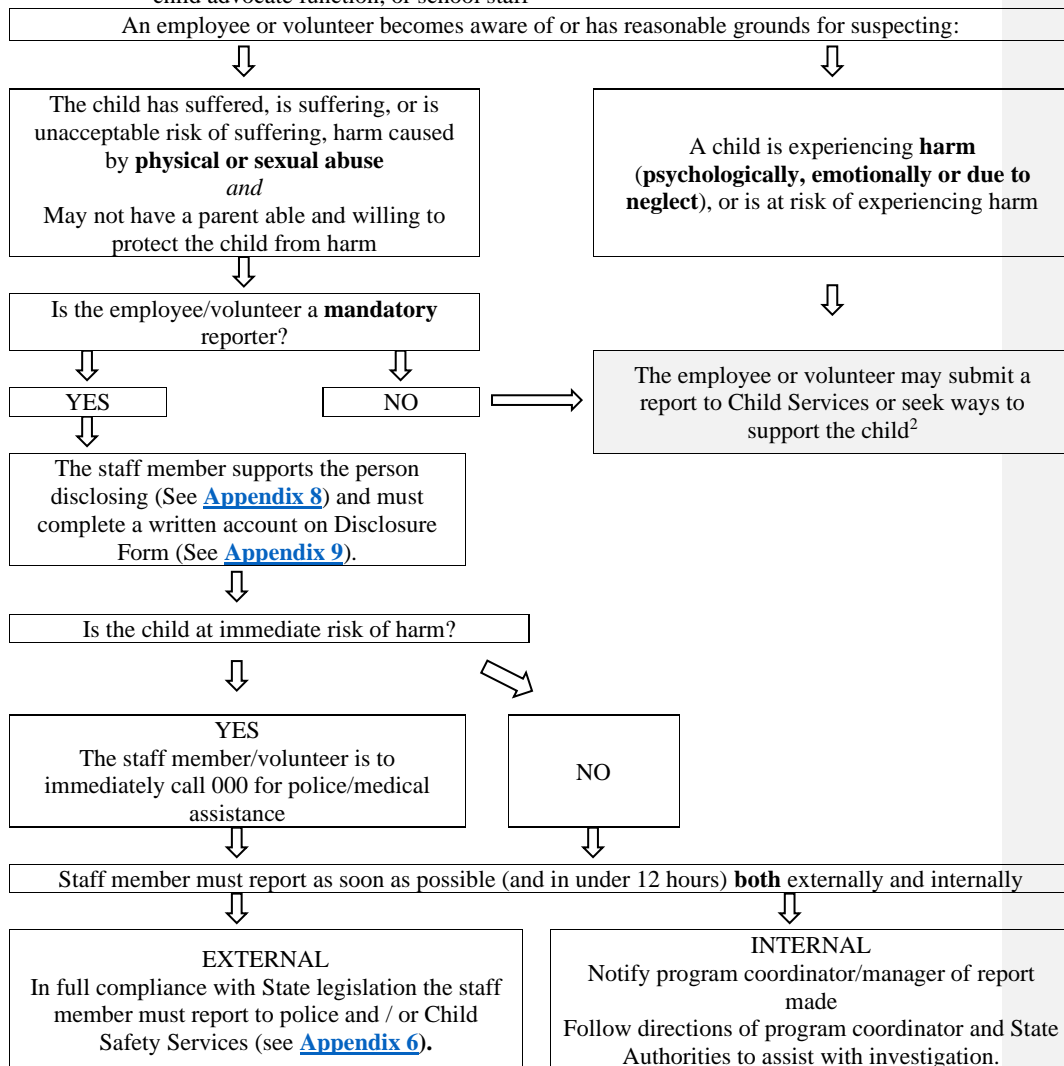 child advocate function, or school staff
An employee or volunteer becomes aware of or has reasonable grounds for suspecting:
The child has suffered, is suffering, or is
unacceptable risk of suffering, harm caused
by physical or sexual abuse
and
May not have a parent able and willing to
protect the child from harm
A child is experiencing harm
(psychologically, emotionally or due to
neglect), or is at risk of experiencing harm
Is the employee/volunteer a mandatory
reporter?
YES
NO
The employee or volunteer may submit a
report to Child Services or seek ways to
support the child²
The staff member supports the person
disclosing (See Appendix 8) and must
complete a written account on Disclosure
Form (See Appendix 9).
Is the child at immediate risk of harm?
YES
The staff member/volunteer is to
immediately call 000 for police/medical
assistance
NO
Staff member must report as soon as possible (and in under 12 hours) both externally and internally
EXTERNAL
In full compliance with State legislation the staff
member must report to police and / or Child
Safety Services (see Appendix 6).
INTERNAL
Notify program coordinator/manager of report
made
Follow directions of program coordinator and State
Authorities to assist with investigation.